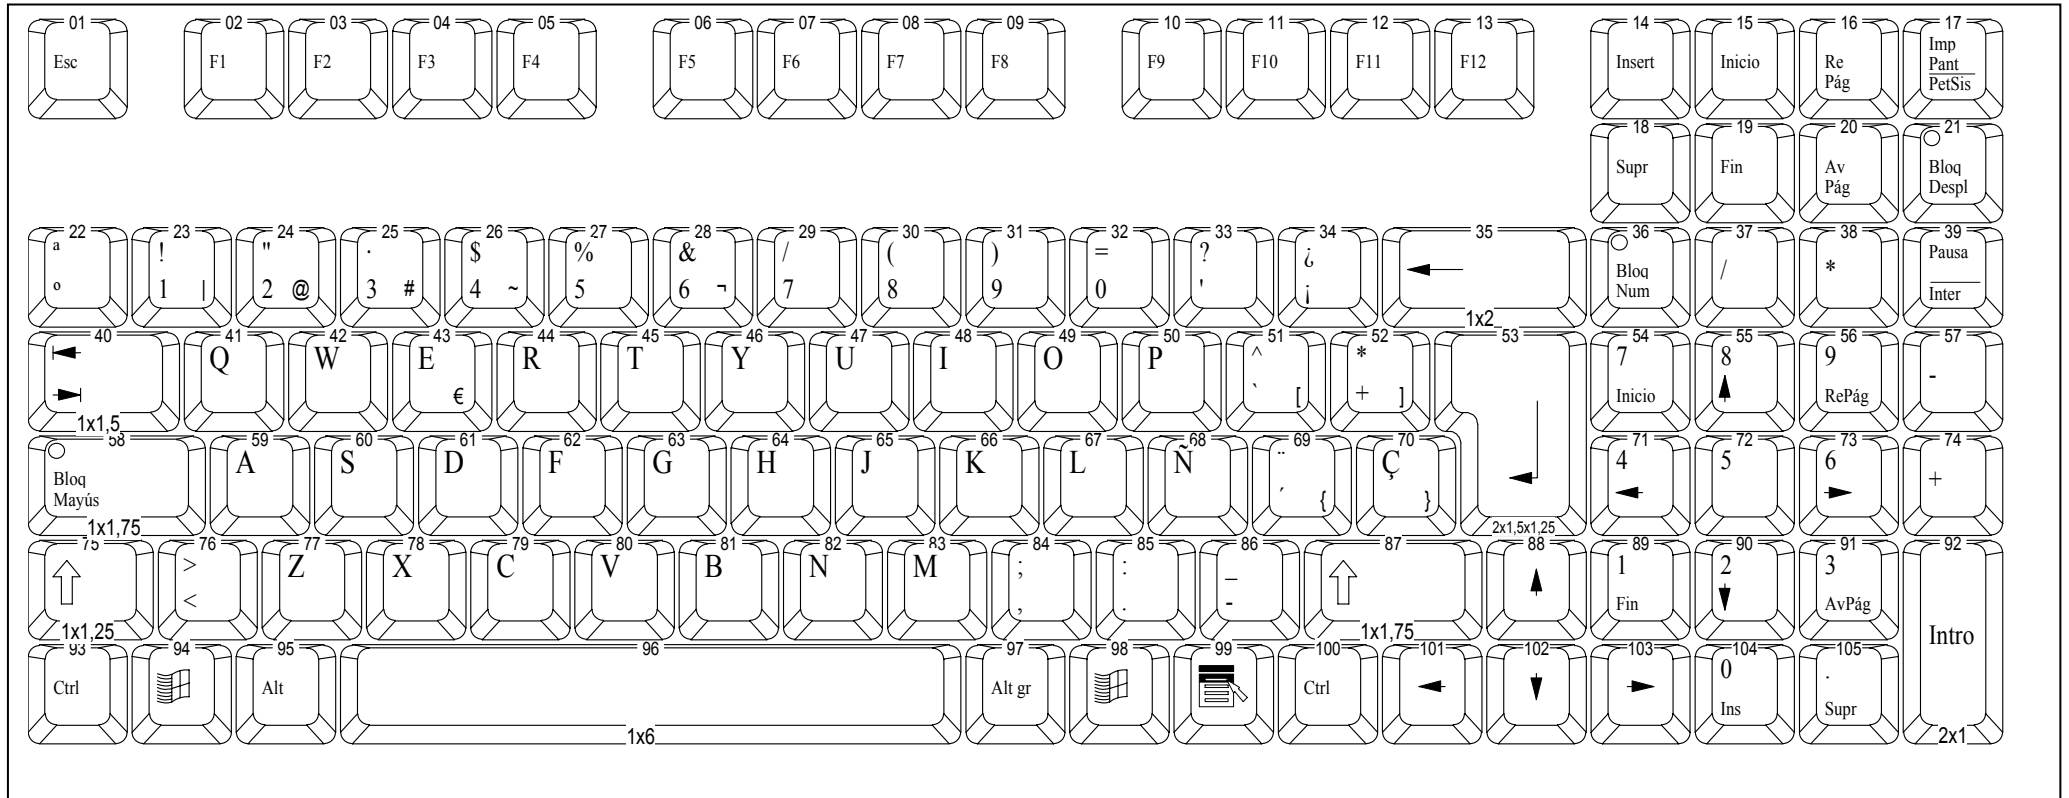 01 02 03 04 05 06 07 08 09 10 11 12 13 14 15 16 17
Esc F1 F2 F3 F4 F5 F6 F7 F8 F9 F10 F11 F12 Insert Inicio Re Imp
Pág Pant
PetSis
18 19 20 21
Supr Fin Av Bloq
Pág Despl
22 23 24 25 26 27 28 29 30 31 32 33 34 35 36 37 38 39
ª ! " · $ % & / ( ) = ? ¿ Bloq / * Pausa
º 1 | 2 @ 3 # 4 ~ 5 6 ¬ 7 8 9 0 ' ¡ Num Inter
1x2
40 41 42 43 44 45 46 47 48 49 50 51 52 53 54 55 56 57
Q W E R T Y U I O P ^ * 7 8 9 -
€ ` [ + ] Inicio RePág
1x1,5
58 59 60 61 62 63 64 65 66 67 68 69 70 71 72 73 74
Bloq A S D F G H J K L Ñ ¨ Ç 4 5 6 +
Mayús ´ { }
1x1,75 2x1,5x1,25
75 76 77 78 79 80 81 82 83 84 85 86 87 88 89 90 91 92
> Z X C V B N M ; : _ 1 2 3
< , . - Fin AvPág
Intro
1x1,25 1x1,75
93 94 95 96 97 98 99 100 101 102 103 104 105
Ctrl Alt Alt gr Ctrl 0 .
Ins Supr
1x6 2x1